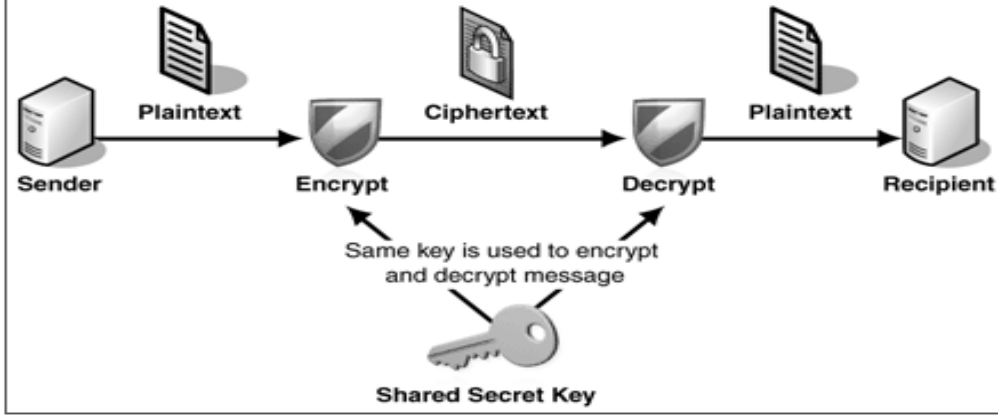 Plaintext
Ciphertext
Plaintext
Sender
Encrypt
Decrypt
Recipient
Same key is used to encrypt
and decrypt message
Shared Secret Key